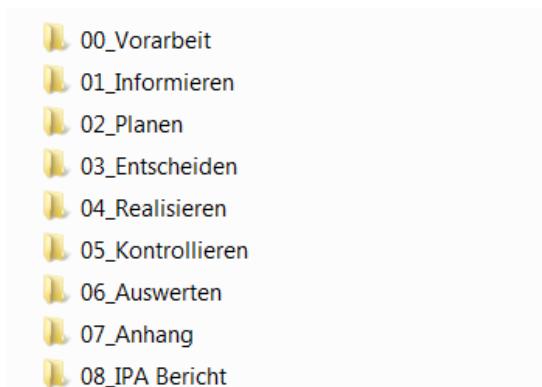 00_Vorarbeit
01_Informieren
02_Planen
03_Entscheiden
04_Realisieren
05_Kontrollieren
06_Auswerten
07_Anhang
08_IPA Bericht